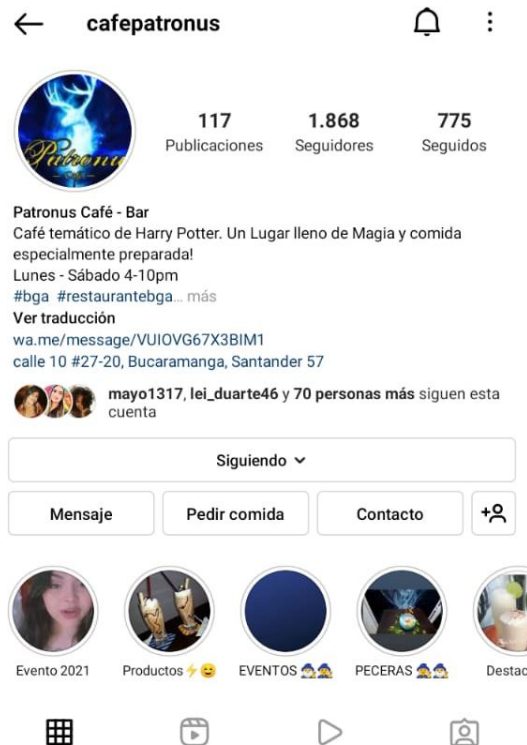 cafepatronus
Patronus
CAFÉ
117
Publicaciones
1.868
Seguidores
775
Seguidos
Patronus Café - Bar
Café temático de Harry Potter. Un Lugar lleno de Magia y comida
especialmente preparada!
Lunes - Sábado 4-10pm
#bga #restaurantebga... más
Ver traducción
wa.me/message/VUIOVG67X3BIM1
calle 10 #27-20, Bucaramanga, Santander 57
mayo1317, lei_duarte46 y 70 personas más siguen esta
cuenta
Siguiendo
Mensaje
Pedir comida
Contacto
Evento 2021
Productos⚡😊
EVENTOS 🧙‍♂️🧙‍♂️
PECERAS 🧙‍♂️🧙‍♂️
Destac